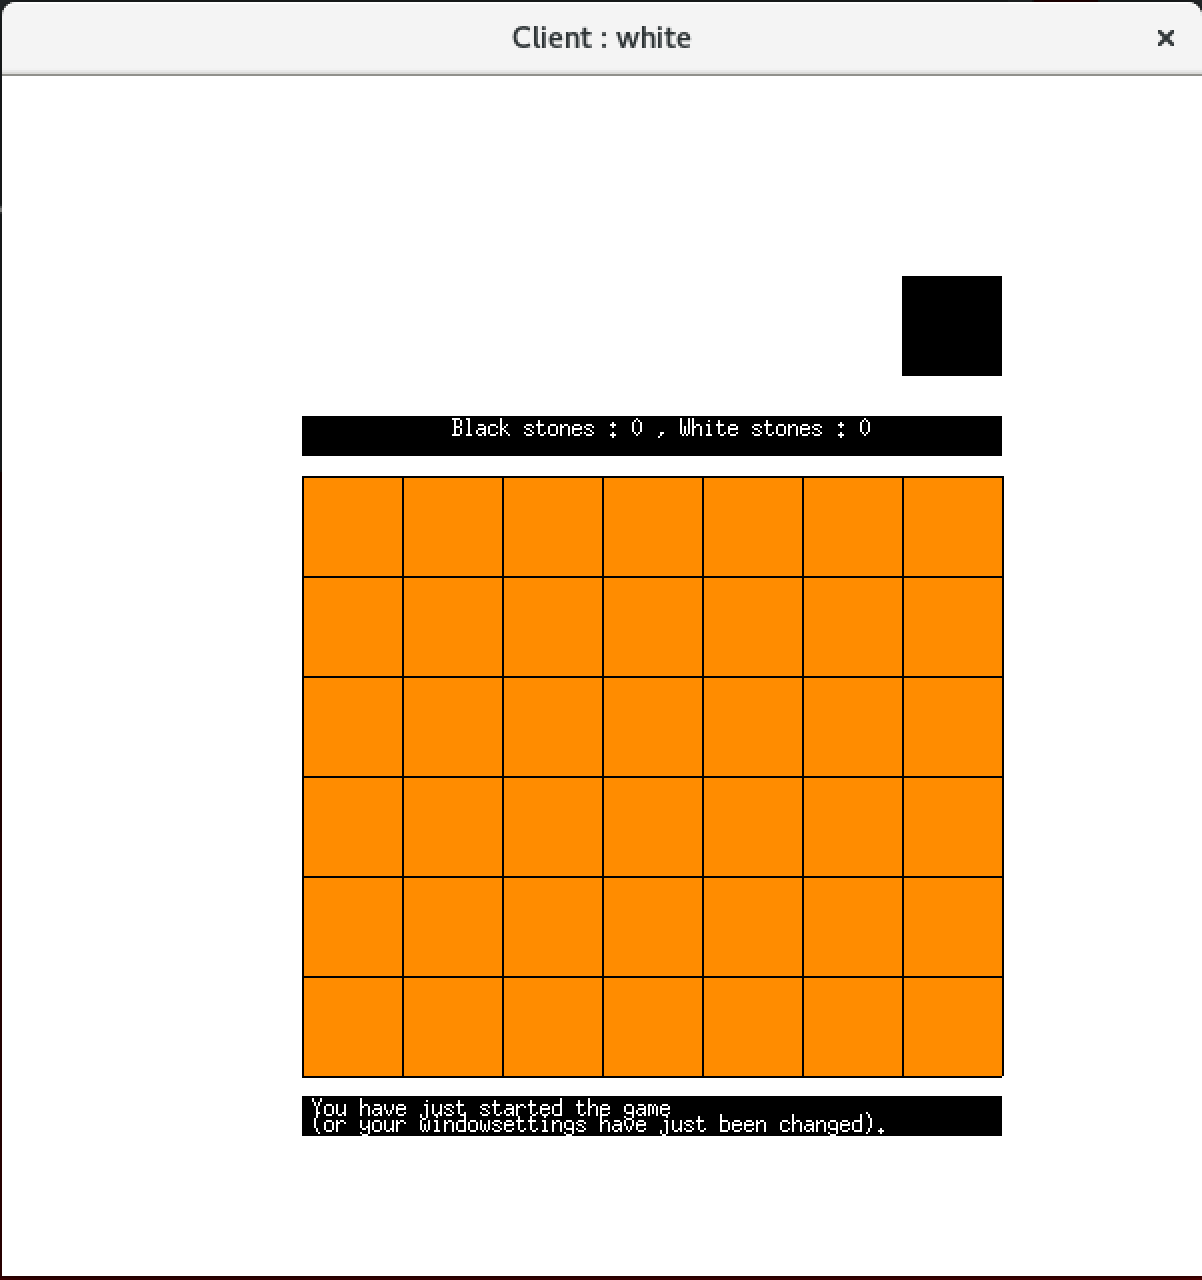 Client : white
Black stones : 0 , White stones : 0
You have just started the game
(or your windowsettings have just been changed).